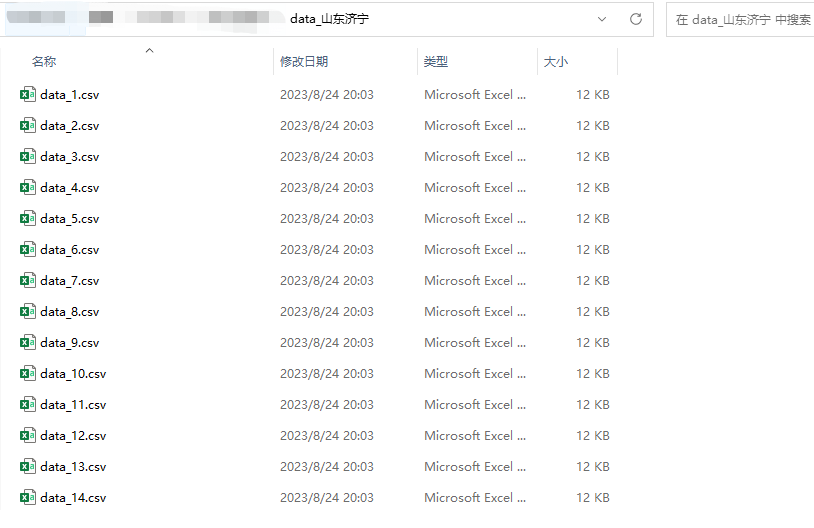 data_山东济宁
在 data_山东济宁 中搜索
名称 修改日期 类型 大小
data_1.csv 2023/8/24 20:03 Microsoft Excel ... 12 KB
data_2.csv 2023/8/24 20:03 Microsoft Excel ... 12 KB
data_3.csv 2023/8/24 20:03 Microsoft Excel ... 12 KB
data_4.csv 2023/8/24 20:03 Microsoft Excel ... 12 KB
data_5.csv 2023/8/24 20:03 Microsoft Excel ... 12 KB
data_6.csv 2023/8/24 20:03 Microsoft Excel ... 12 KB
data_7.csv 2023/8/24 20:03 Microsoft Excel ... 12 KB
data_8.csv 2023/8/24 20:03 Microsoft Excel ... 12 KB
data_9.csv 2023/8/24 20:03 Microsoft Excel ... 12 KB
data_10.csv 2023/8/24 20:03 Microsoft Excel ... 12 KB
data_11.csv 2023/8/24 20:03 Microsoft Excel ... 12 KB
data_12.csv 2023/8/24 20:03 Microsoft Excel ... 12 KB
data_13.csv 2023/8/24 20:03 Microsoft Excel ... 12 KB
data_14.csv 2023/8/24 20:03 Microsoft Excel ... 12 KB